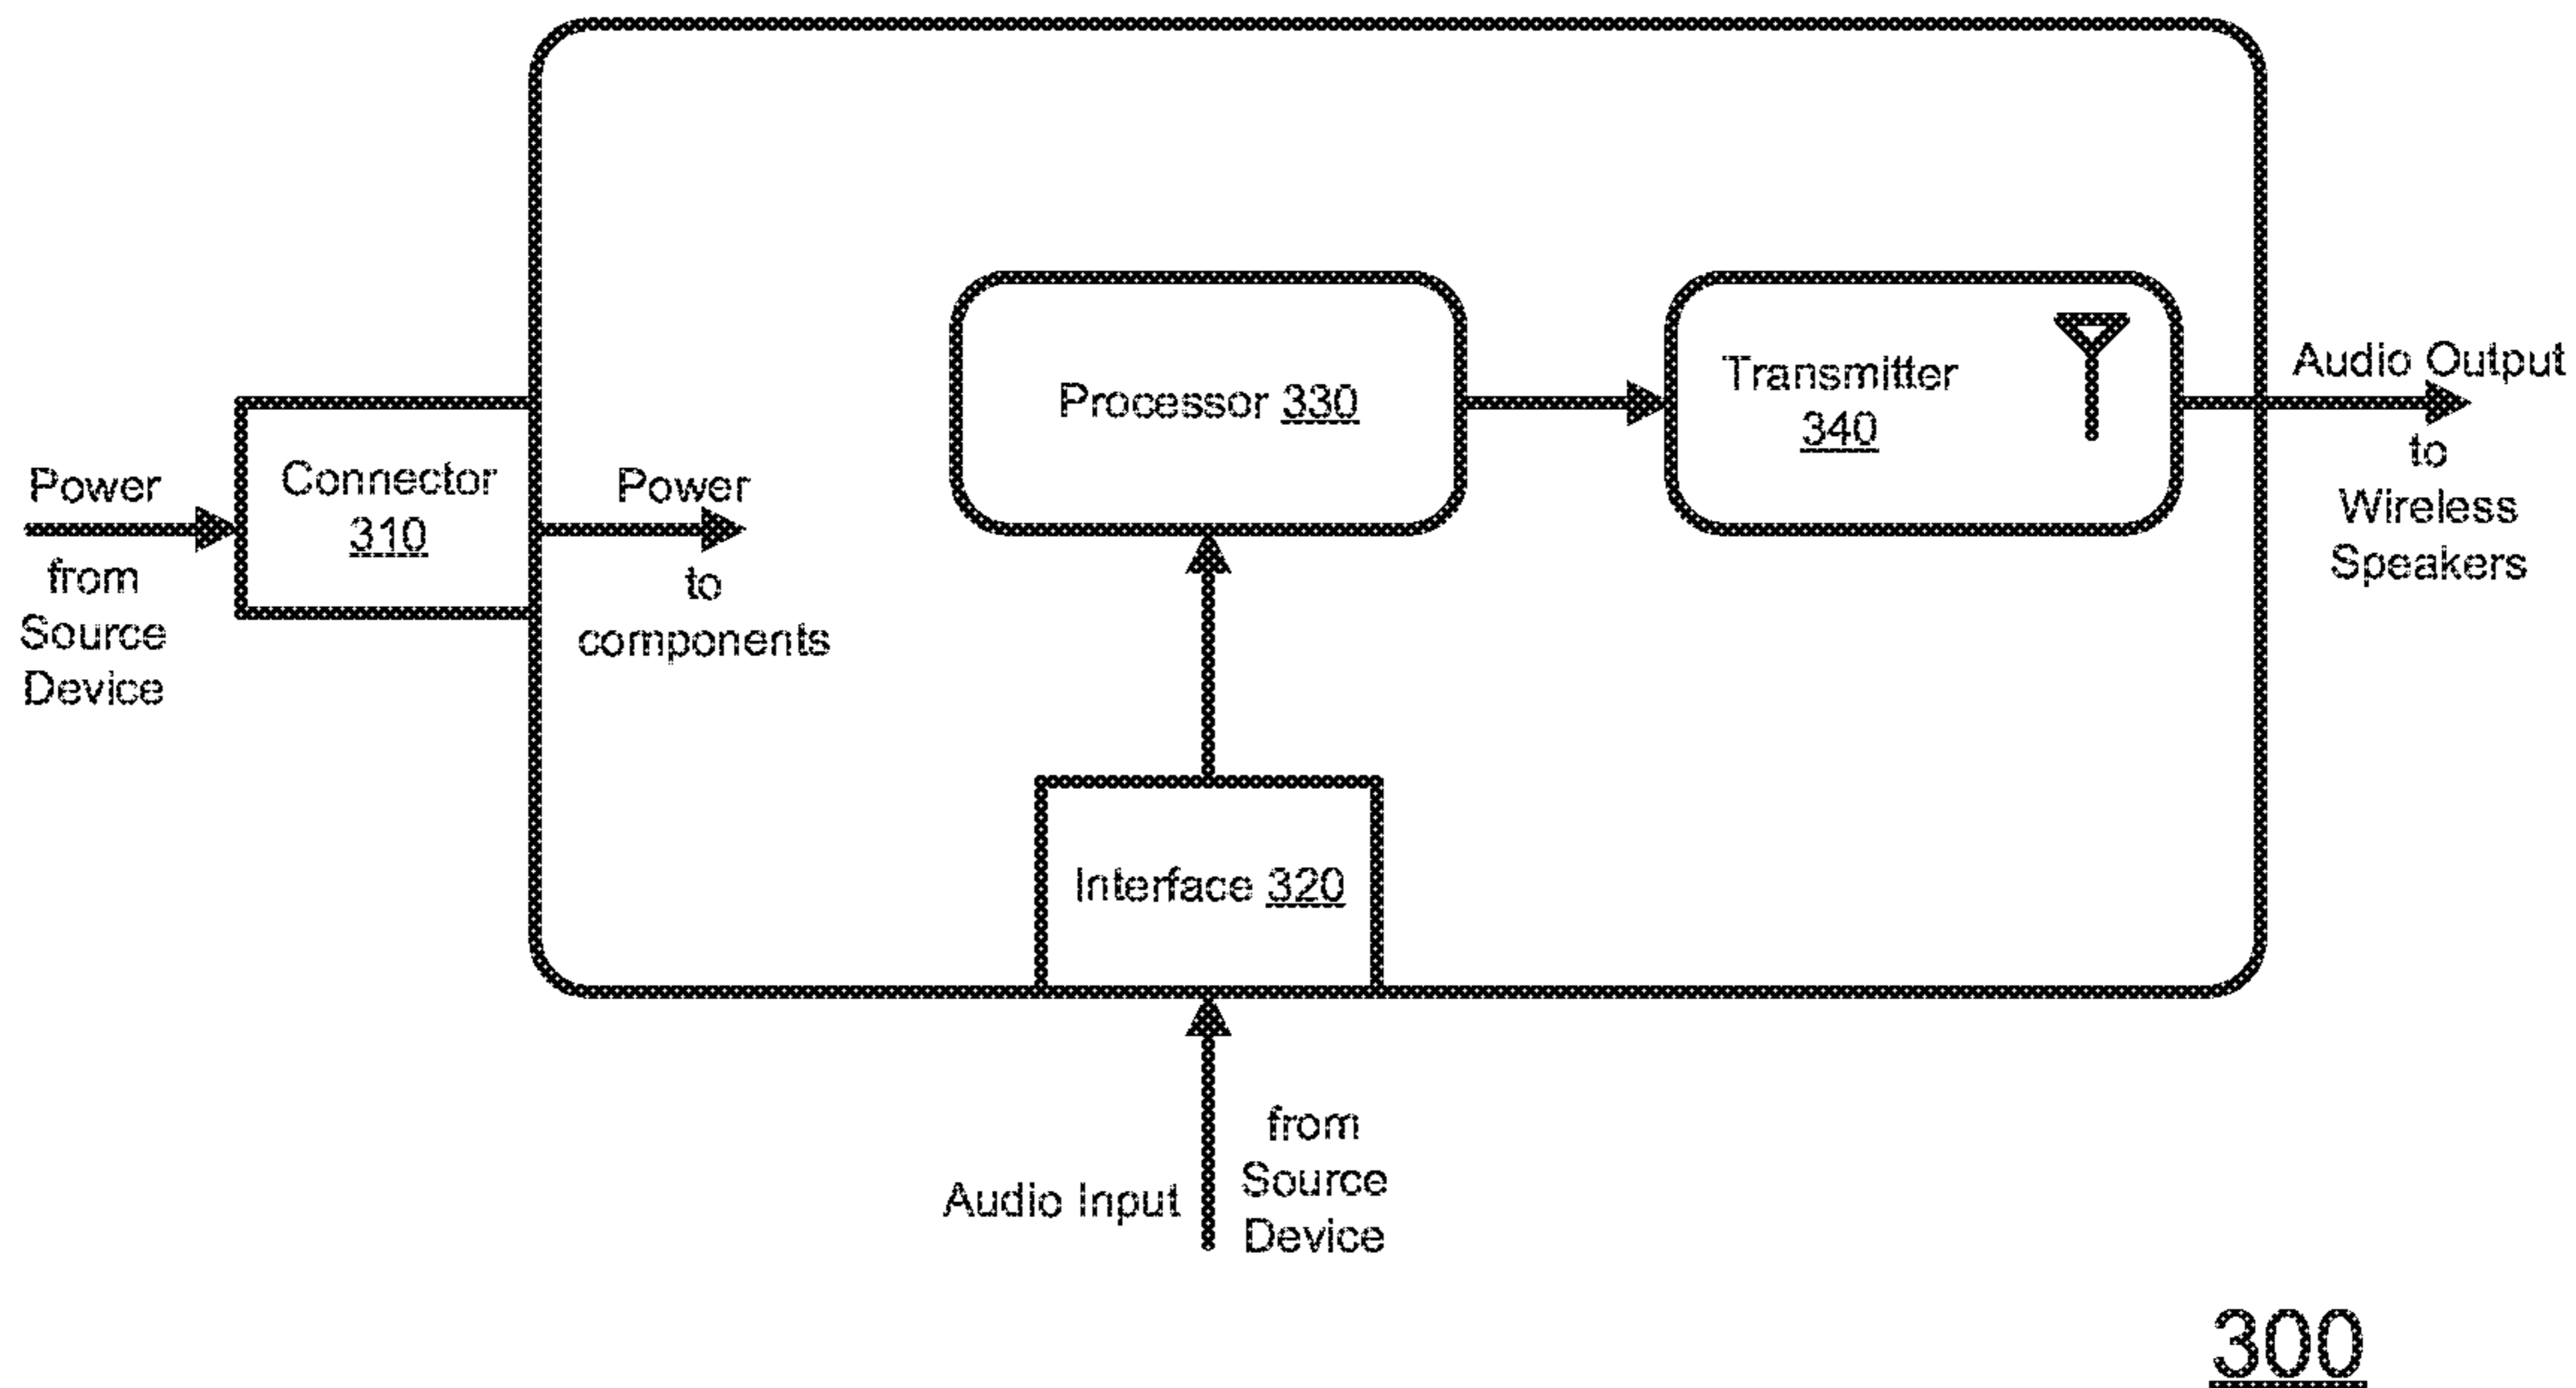 Power
from
Source
Device
Connector
310
Power
to
components
Processor 330
Transmitter
340
Audio Output
to
Wireless
Speakers
Interface 320
Audio Input
from
Source
Device
300